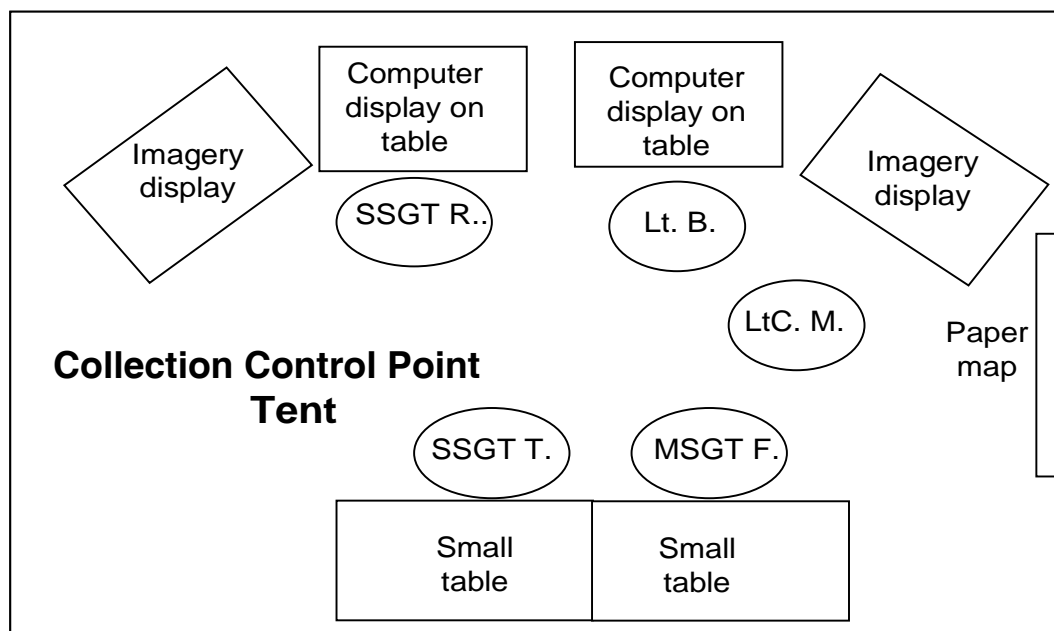 Computer
display on
table
Computer
display on
table
Imagery
display
Imagery
display
SSGT R..
Lt. B.
LtC. M.
Paper
map
Collection Control Point
Tent
SSGT T.
MSGT F.
Small
table
Small
table